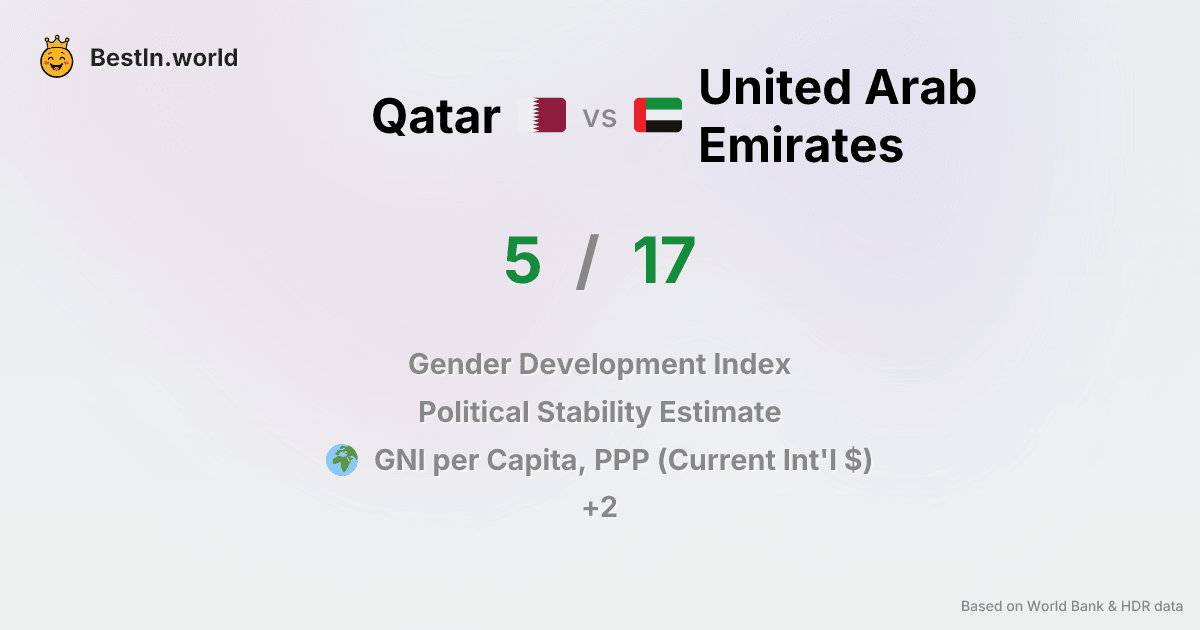 BestIn.world
Qatar vs United Arab
Emirates
5 / 17
Gender Development Index
Political Stability Estimate
GNI per Capita, PPP (Current Int'l $)
+2
Based on World Bank & HDR data